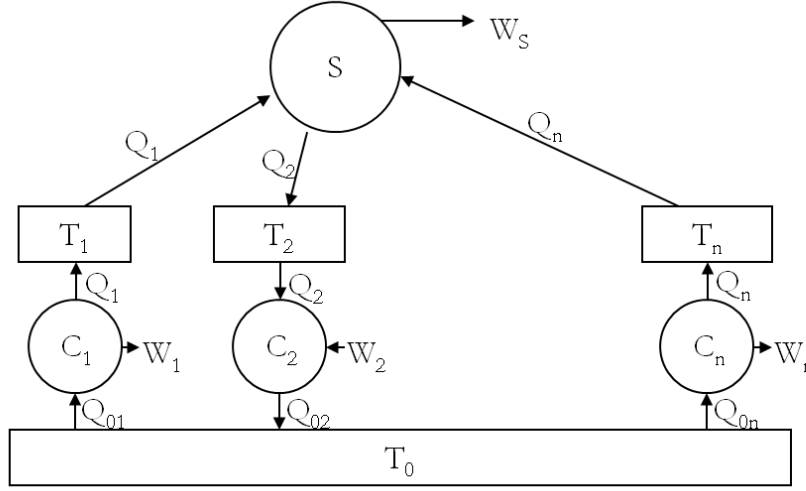 S
W_S
Q_1
Q_2
Q_n
T_1
T_2
T_n
Q_1
Q_2
Q_n
C_1
W_1
C_2
W_2
C_n
W_n
Q_01
Q_02
Q_0n
T_0